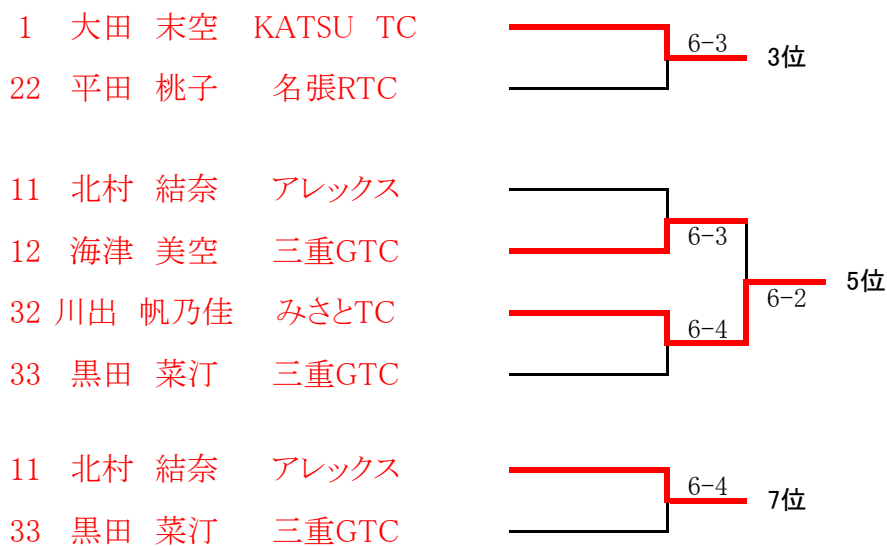 1 大田 末空 KATSU TC
6-3
3位
22 平田 桃子 名張RTC
11 北村 結奈 アレックス
6-3
12 海津 美空 三重GTC
5位
6-2
32 川出 帆乃佳 みさとTC
6-4
33 黒田 菜汀 三重GTC
11 北村 結奈 アレックス
6-4
7位
33 黒田 菜汀 三重GTC